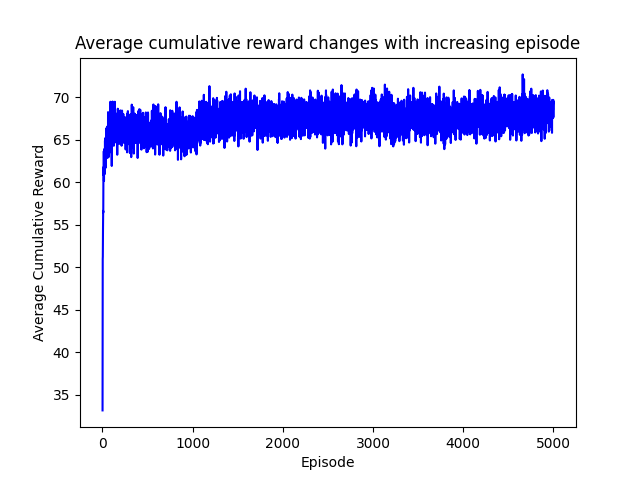 Average cumulative reward changes with increasing episode
70
65
60
55
50
45
40
35
Average Cumulative Reward
0 1000 2000 3000 4000 5000
Episode